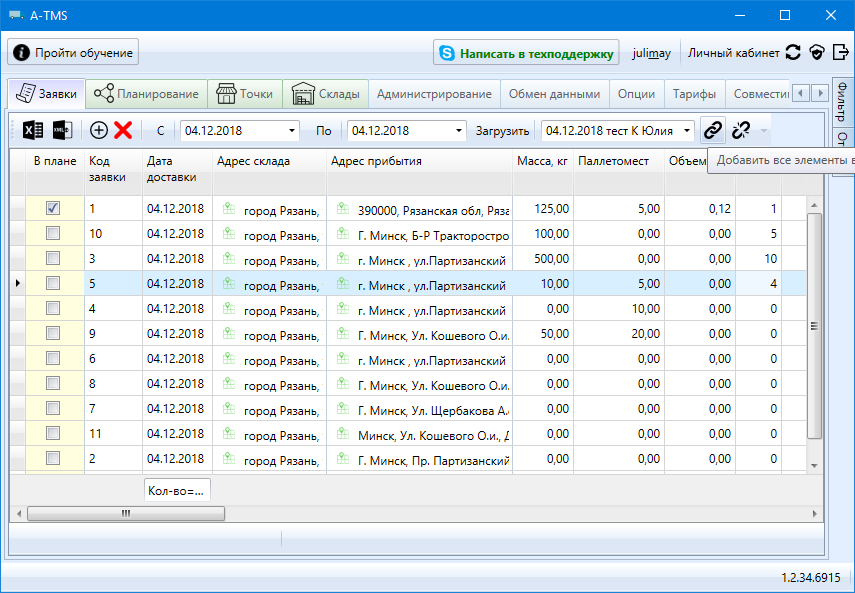 A-TMS
Пройти обучение
Написать в техподдержку
julimay
Личный кабинет
Заявки
Планирование
Точки
Склады
Администрирование
Обмен данными
Опции
Тарифы
Совмести
Фильтр
С 04.12.2018 По 04.12.2018 Загрузить 04.12.2018 тест К Юлия
Добавить все элементы в
В плане Код заявки Дата доставки Адрес склада Адрес прибытия Масса, кг Паллетомест Объем
1 04.12.2018 город Рязань, 390000, Рязанская обл, Ряза 125,00 5,00 0,12 1
10 04.12.2018 город Рязань, Г. Минск, Б-Р Тракторостро 100,00 0,00 0,00 5
3 04.12.2018 город Рязань, г. Минск , ул.Партизанский 500,00 0,00 0,00 10
5 04.12.2018 город Рязань, г. Минск , ул.Партизанский 10,00 5,00 0,00 4
4 04.12.2018 город Рязань, г. Минск , ул.Партизанский 0,00 10,00 0,00 0
9 04.12.2018 город Рязань, Г. Минск, Ул. Кошевого О.и. 50,00 20,00 0,00 0
6 04.12.2018 город Рязань, г. Минск , ул.Партизанский 0,00 0,00 0,00 0
8 04.12.2018 город Рязань, Г. Минск, Ул. Кошевого О.и. 0,00 0,00 0,00 0
7 04.12.2018 город Рязань, Г. Минск, Ул. Щербакова А. 0,00 0,00 0,00 0
11 04.12.2018 город Рязань, Минск, Ул. Кошевого О.и., Д 0,00 0,00 0,00 0
2 04.12.2018 город Рязань, Г. Минск, Пр. Партизанский 0,00 0,00 0,00 0
Кол-во=...
1.2.34.6915